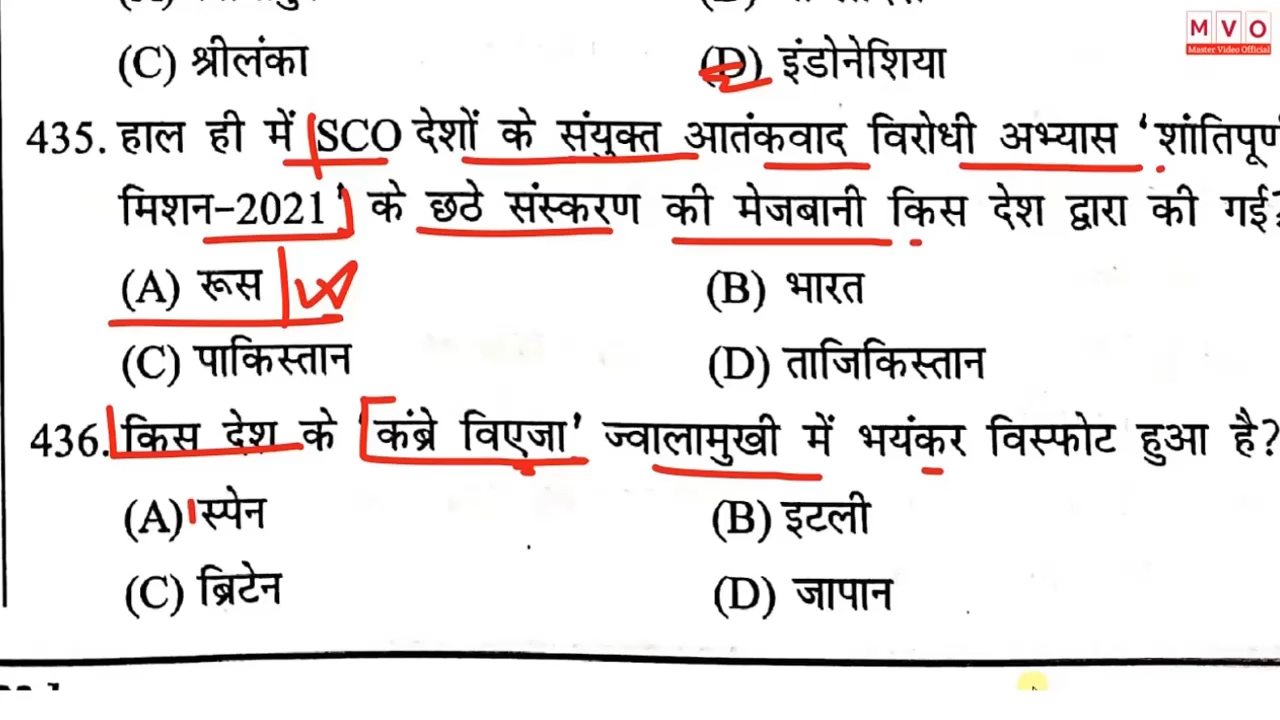 M V O
Master Video Official
(C) श्रीलंका (D) इंडोनेशिया
435. हाल ही में SCO देशों के संयुक्त आतंकवाद विरोधी अभ्यास ‘शांतिपूर्ण
मिशन-2021’ के छठे संस्करण की मेजबानी किस देश द्वारा की गई?
(A) रूस (B) भारत
(C) पाकिस्तान (D) ताजिकिस्तान
436. किस देश के ‘कंब्रे विएजा’ ज्वालामुखी में भयंकर विस्फोट हुआ है?
(A) स्पेन (B) इटली
(C) ब्रिटेन (D) जापान